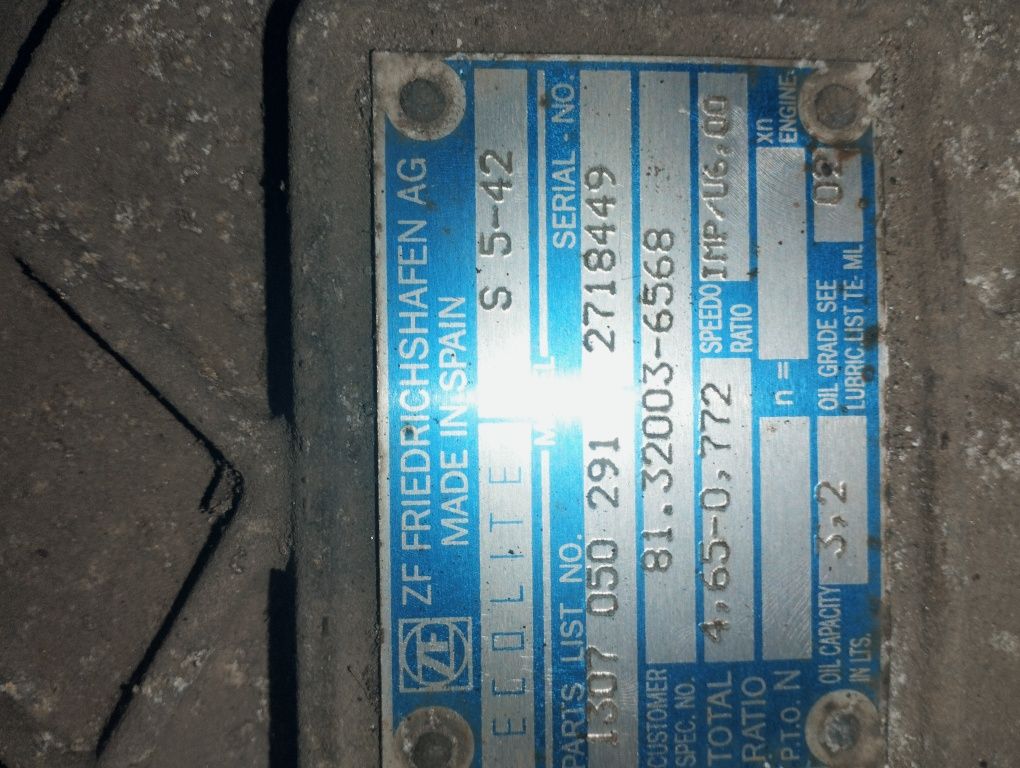 ZF FRIEDRICHSHAFEN AG
MADE IN SPAIN
ECOLITE S 5-42
PARTS LIST NO. MODEL SERIAL - NO.
1307 050 291 2718449
CUSTOMER SPEC. NO. 81.32003-6568
TOTAL RATIO 4,65-0,772 SPEEDO RATIO IMP/U6,00
P.T.O. N n = xn ENGINE
OIL CAPACITY IN LTS. 3,2 OIL GRADE SEE LUBRIC.LIST TE-ML 02